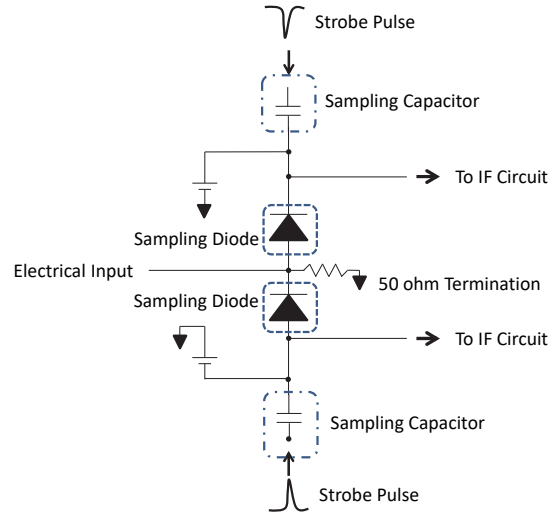 Strobe Pulse
Sampling Capacitor
To IF Circuit
Sampling Diode
Electrical Input
50 ohm Termination
Sampling Diode
To IF Circuit
Sampling Capacitor
Strobe Pulse